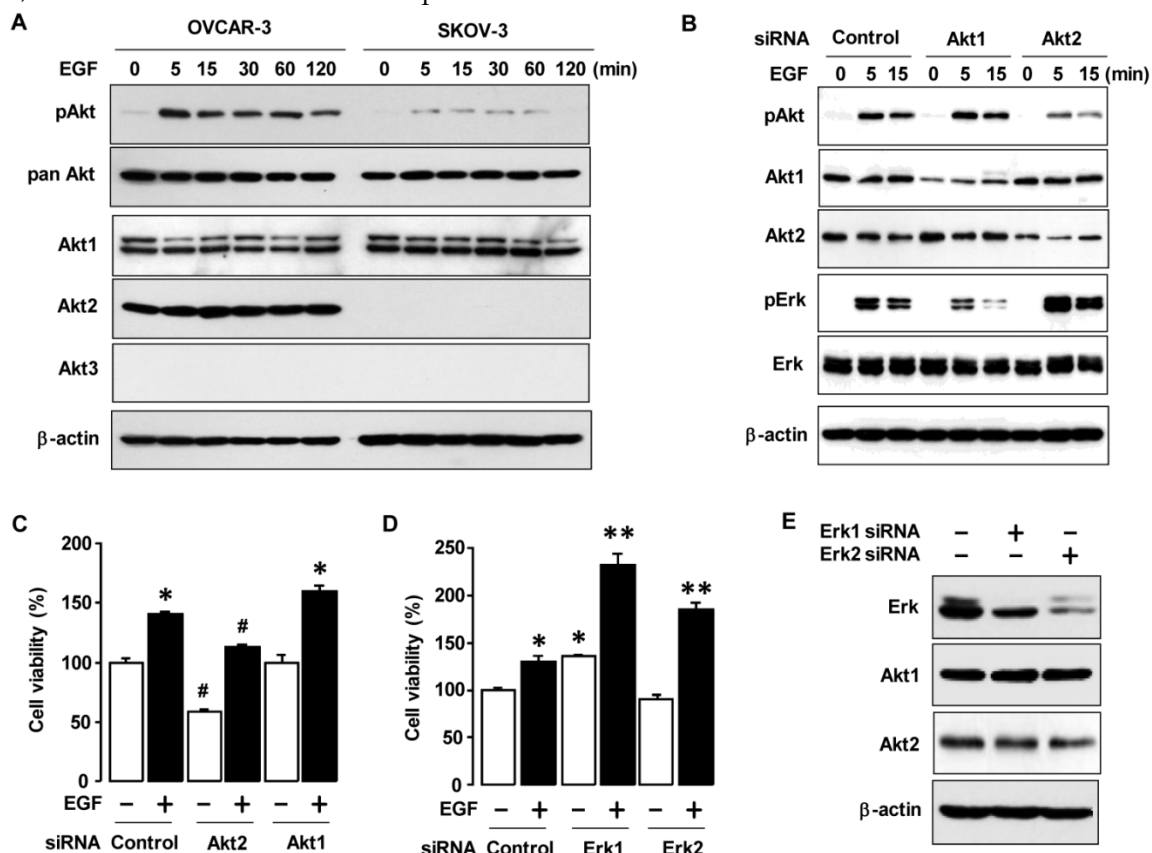 A
OVCAR-3 SKOV-3
EGF 0 5 15 30 60 120 0 5 15 30 60 120 (min)
pAkt
pan Akt
Akt1
Akt2
Akt3
β-actin
B
siRNA Control Akt1 Akt2
EGF 0 5 15 0 5 15 0 5 15 (min)
pAkt
Akt1
Akt2
pErk
Erk
β-actin
C
Cell viability (%)
200
150
100
50
0
* # # *
EGF − + − + − +
siRNA Control Akt2 Akt1
D
Cell viability (%)
250
200
150
100
50
0
* * ** **
EGF − + − + − +
siRNA Control Erk1 Erk2
E
Erk1 siRNA − + −
Erk2 siRNA − − +
Erk
Akt1
Akt2
β-actin